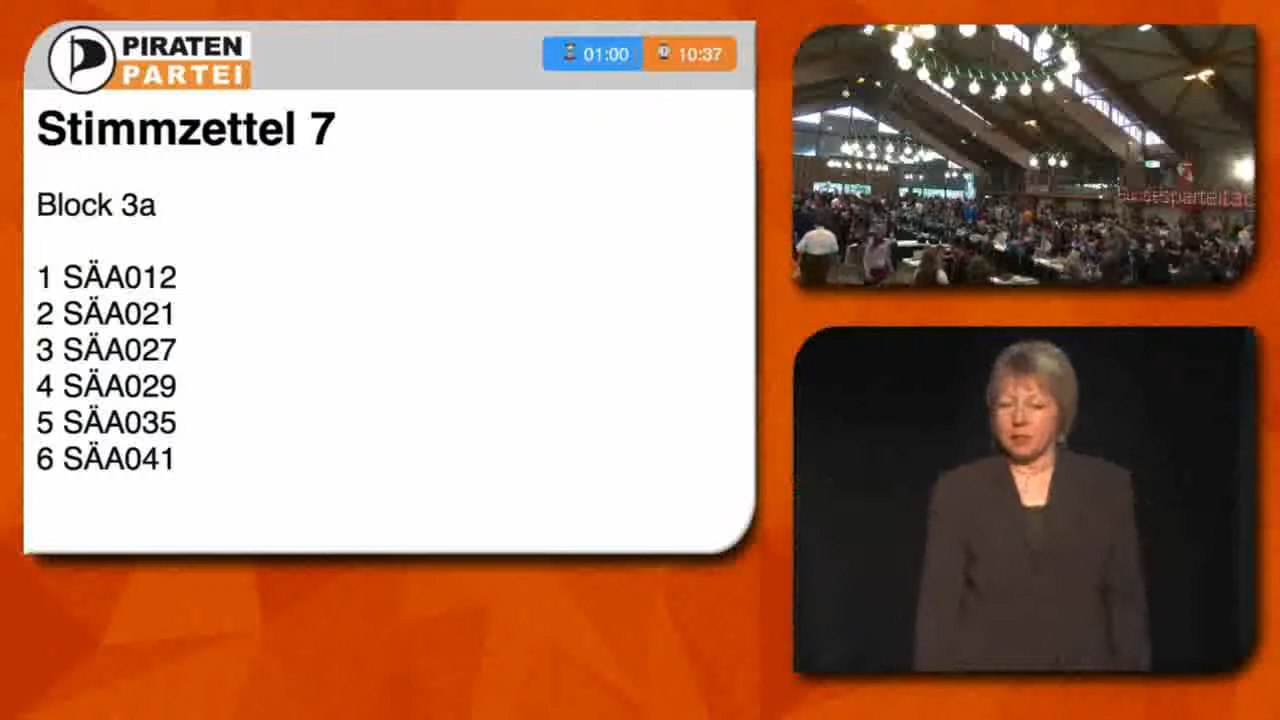 PIRATEN
PARTEI
01:00
10:37
Stimmzettel 7
Block 3a
1 SÄA012
2 SÄA021
3 SÄA027
4 SÄA029
5 SÄA035
6 SÄA041
Bundesparteitag